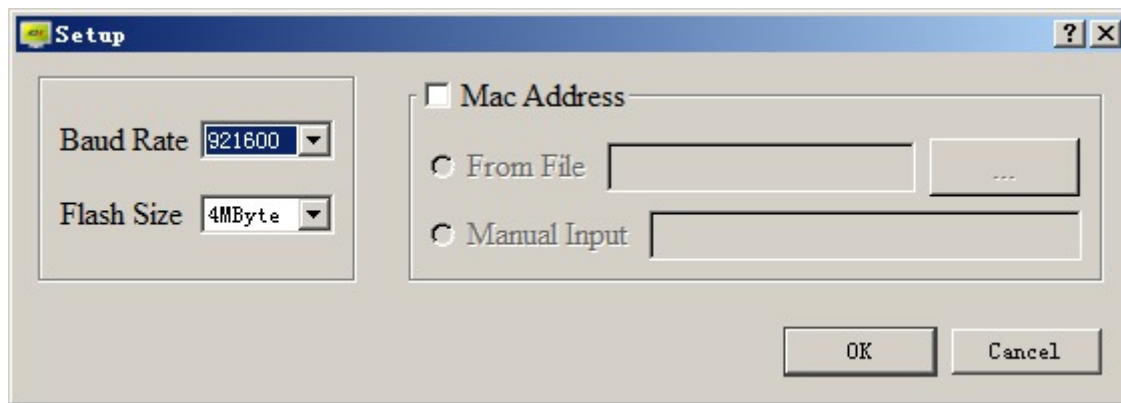 Setup
Baud Rate 921600
Flash Size 4MByte
Mac Address
From File ...
Manual Input
OK Cancel